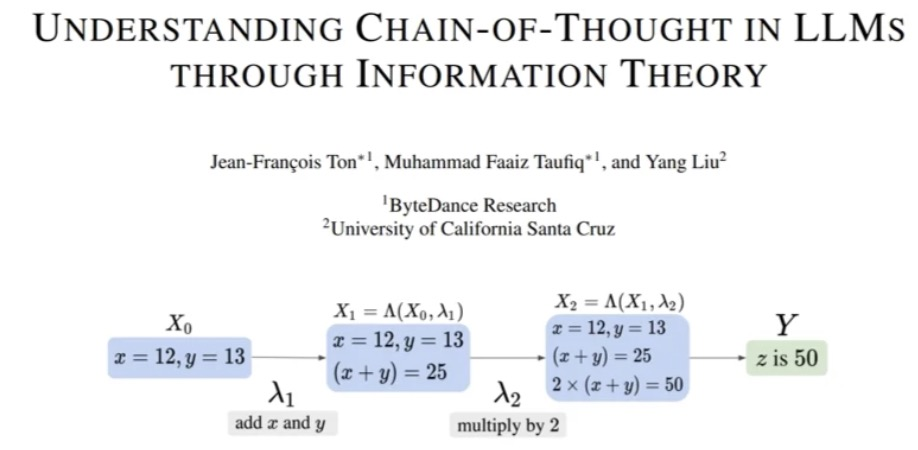 UNDERSTANDING CHAIN-OF-THOUGHT IN LLMS
THROUGH INFORMATION THEORY
Jean-François Ton*¹, Muhammad Faaiz Taufiq*¹, and Yang Liu²
¹ByteDance Research
²University of California Santa Cruz
X₀
x = 12, y = 13
λ₁
add x and y
X₁ = Λ(X₀, λ₁)
x = 12, y = 13
(x + y) = 25
λ₂
multiply by 2
X₂ = Λ(X₁, λ₂)
x = 12, y = 13
(x + y) = 25
2 × (x + y) = 50
Y
z is 50